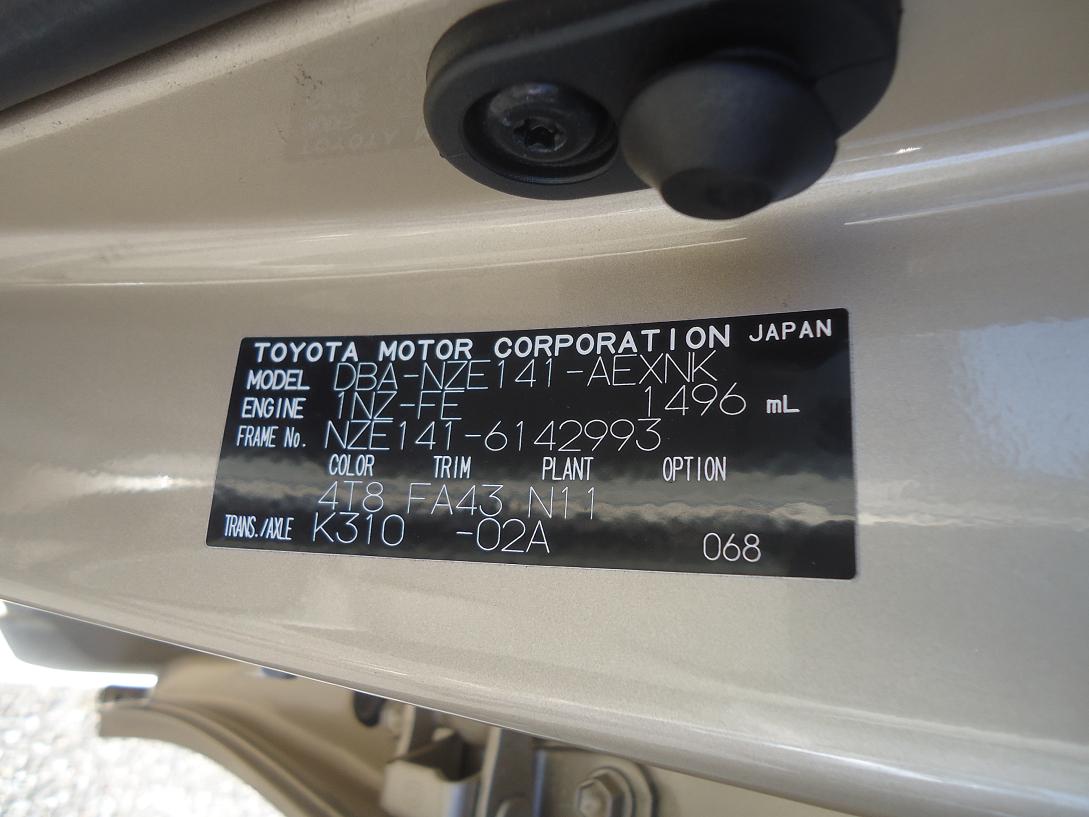 TOYOTA MOTOR CORPORATION JAPAN
MODEL DBA-NZE141-AEXNK
ENGINE 1NZ-FE 1496 mL
FRAME No. NZE141-6142993
COLOR TRIM PLANT OPTION
4T8 FA43 N11
TRANS./AXLE K310 -02A 068